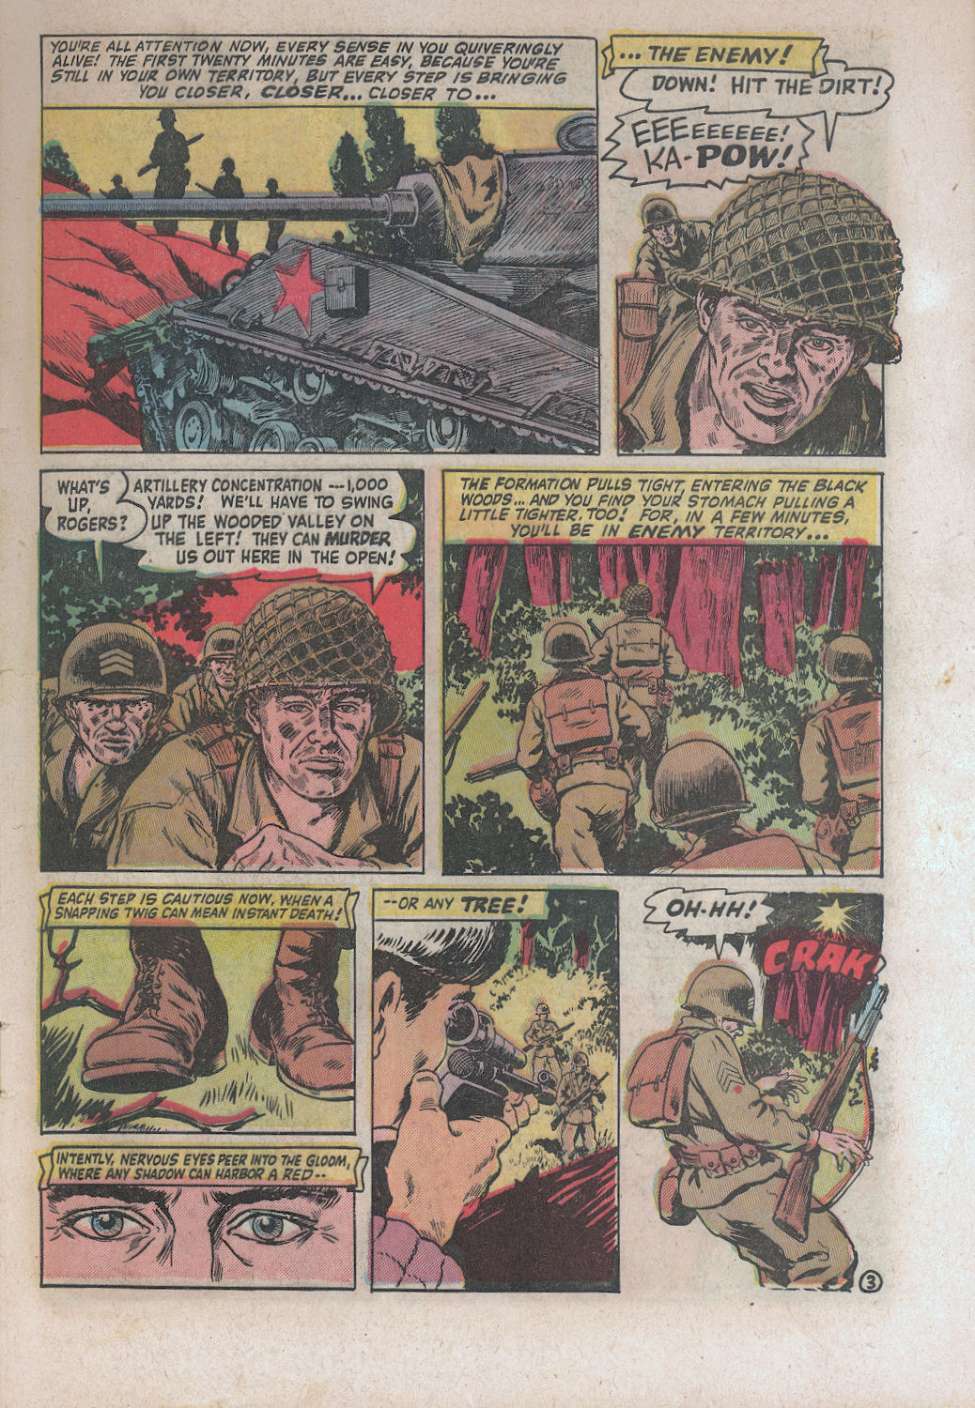 YOU'RE ALL ATTENTION NOW, EVERY SENSE IN YOU QUIVERINGLY
ALIVE! THE FIRST TWENTY MINUTES ARE EASY, BECAUSE YOU'RE
STILL IN YOUR OWN TERRITORY, BUT EVERY STEP IS BRINGING
YOU CLOSER, CLOSER... CLOSER TO...
... THE ENEMY!
DOWN! HIT THE DIRT!
EEEEEEEEE!
KA-POW!
WHAT'S
UP,
ROGERS?
ARTILLERY CONCENTRATION --- 1,000
YARDS! WE'LL HAVE TO SWING
UP THE WOODED VALLEY ON
THE LEFT! THEY CAN MURDER
US OUT HERE IN THE OPEN!
THE FORMATION PULLS TIGHT, ENTERING THE BLACK
WOODS... AND YOU FIND YOUR STOMACH PULLING A
LITTLE TIGHTER, TOO! FOR, IN A FEW MINUTES,
YOU'LL BE IN ENEMY TERRITORY...
EACH STEP IS CAUTIOUS NOW, WHEN A
SNAPPING TWIG CAN MEAN INSTANT DEATH!
INTENTLY, NERVOUS EYES PEER INTO THE GLOOM,
WHERE ANY SHADOW CAN HARBOR A RED--
--OR ANY TREE!
OH-HH!
CRAK!
3